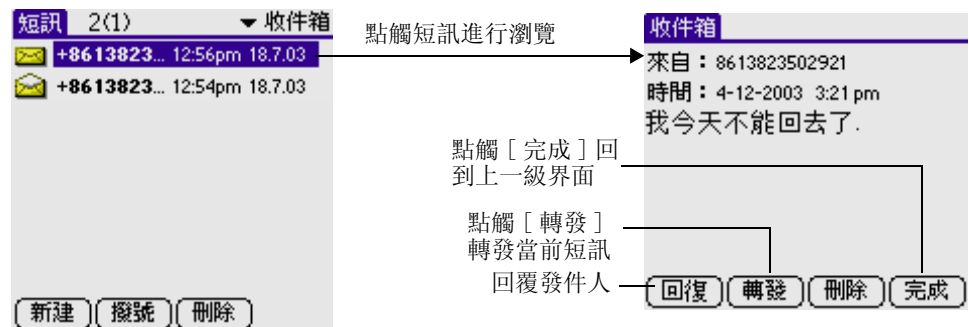 短訊 2(1) 收件箱
+8613823... 12:56pm 18.7.03
+8613823... 12:54pm 18.7.03
新建 撥號 刪除
點觸短訊進行瀏覽
收件箱
來自：8613823502921
時間：4-12-2003 3:21 pm
我今天不能回去了.
點觸［完成］回
到上一級界面
點觸［轉發］
轉發當前短訊
回覆發件人
回復 轉發 刪除 完成